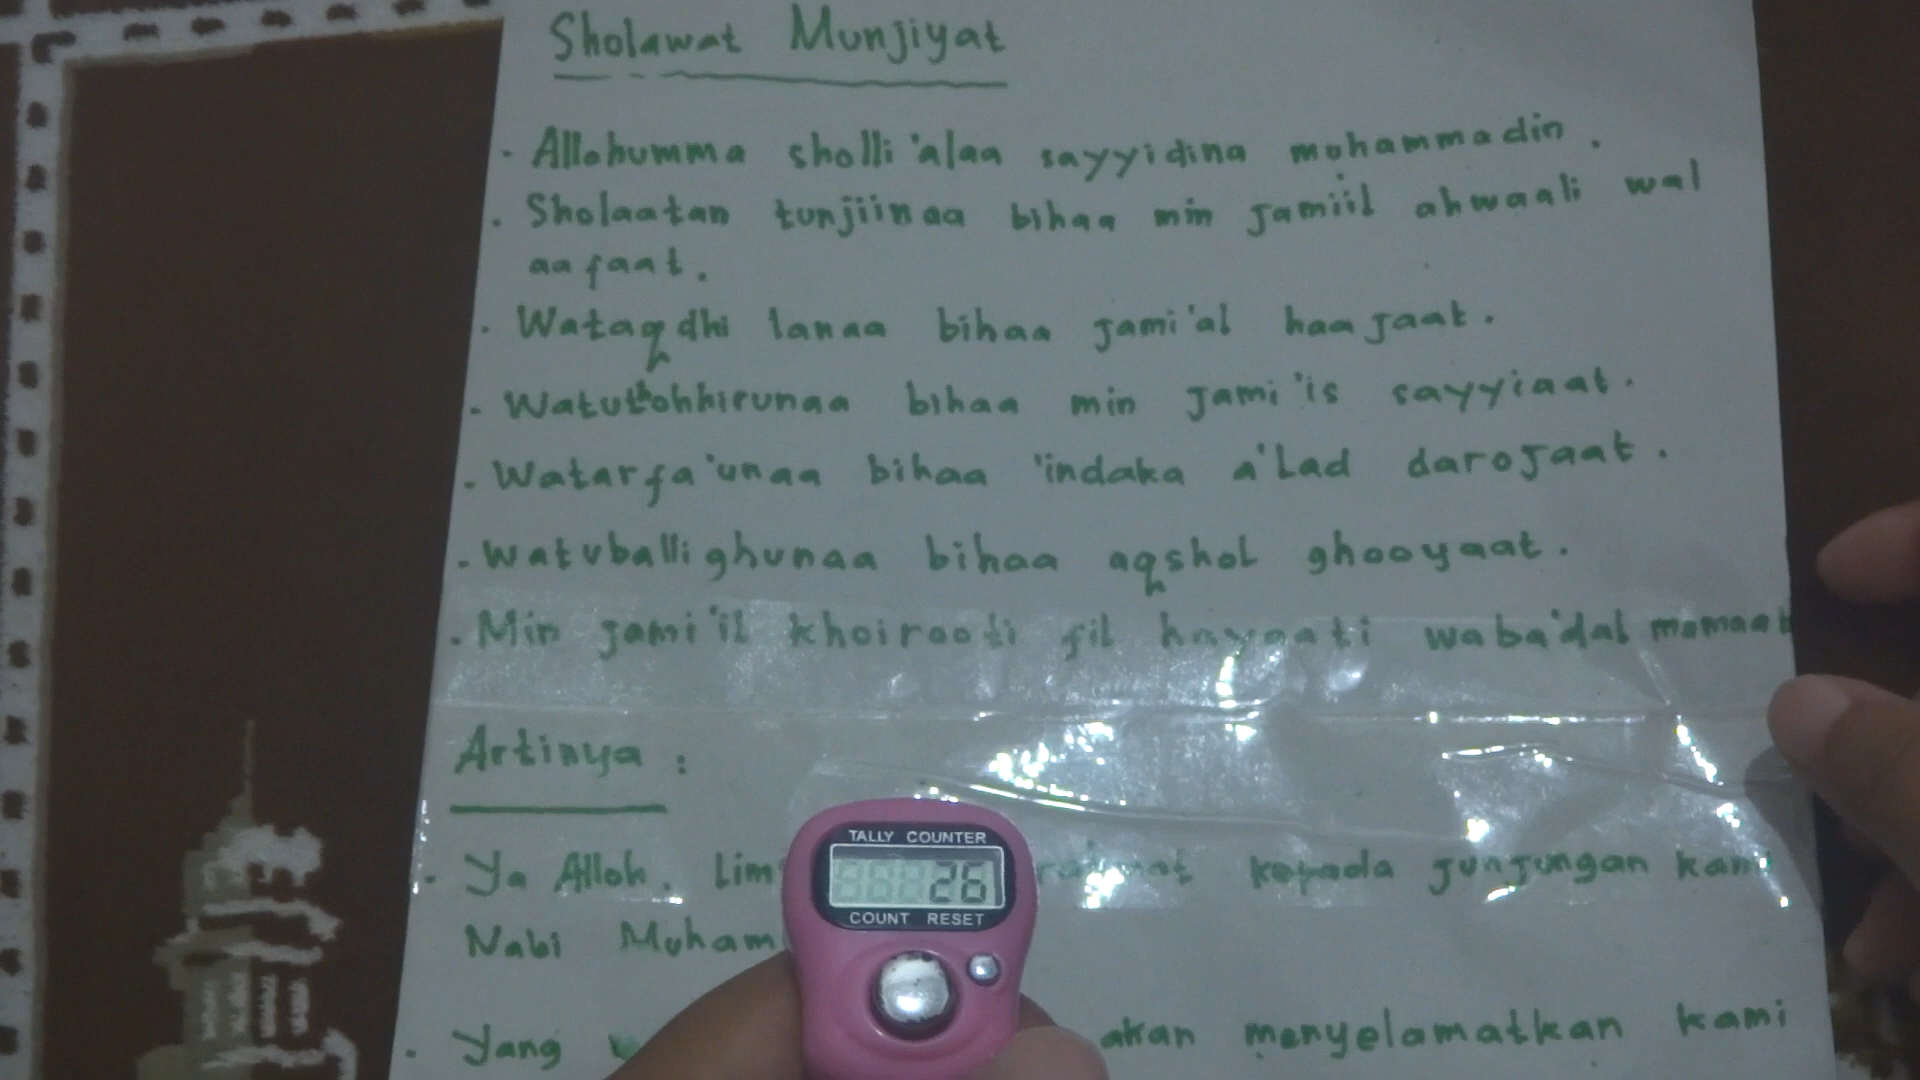 Sholawat Munjiyat
- Allohumma sholli 'alaa sayyidina muhammadin.
. Sholaatan tunjiinaa bihaa min jamiil ahwaali wal
aafaat.
. Wataqdhi lanaa bihaa jami'al haajaat.
- Watuthohhirunaa bihaa min jami'is sayyiaat.
. Watarfa'unaa bihaa 'indaka a'lad darojaat.
. Watuballighunaa bihaa aqshol ghooyaat.
. Min jami'il khoirooti fil hayaati waba'dal mamaat
Artinya :
- Ya Alloh, Lim kepada junjungan kami
Nabi Muham
. Yang akan menyelamatkan kami
TALLY COUNTER
26
COUNT RESET